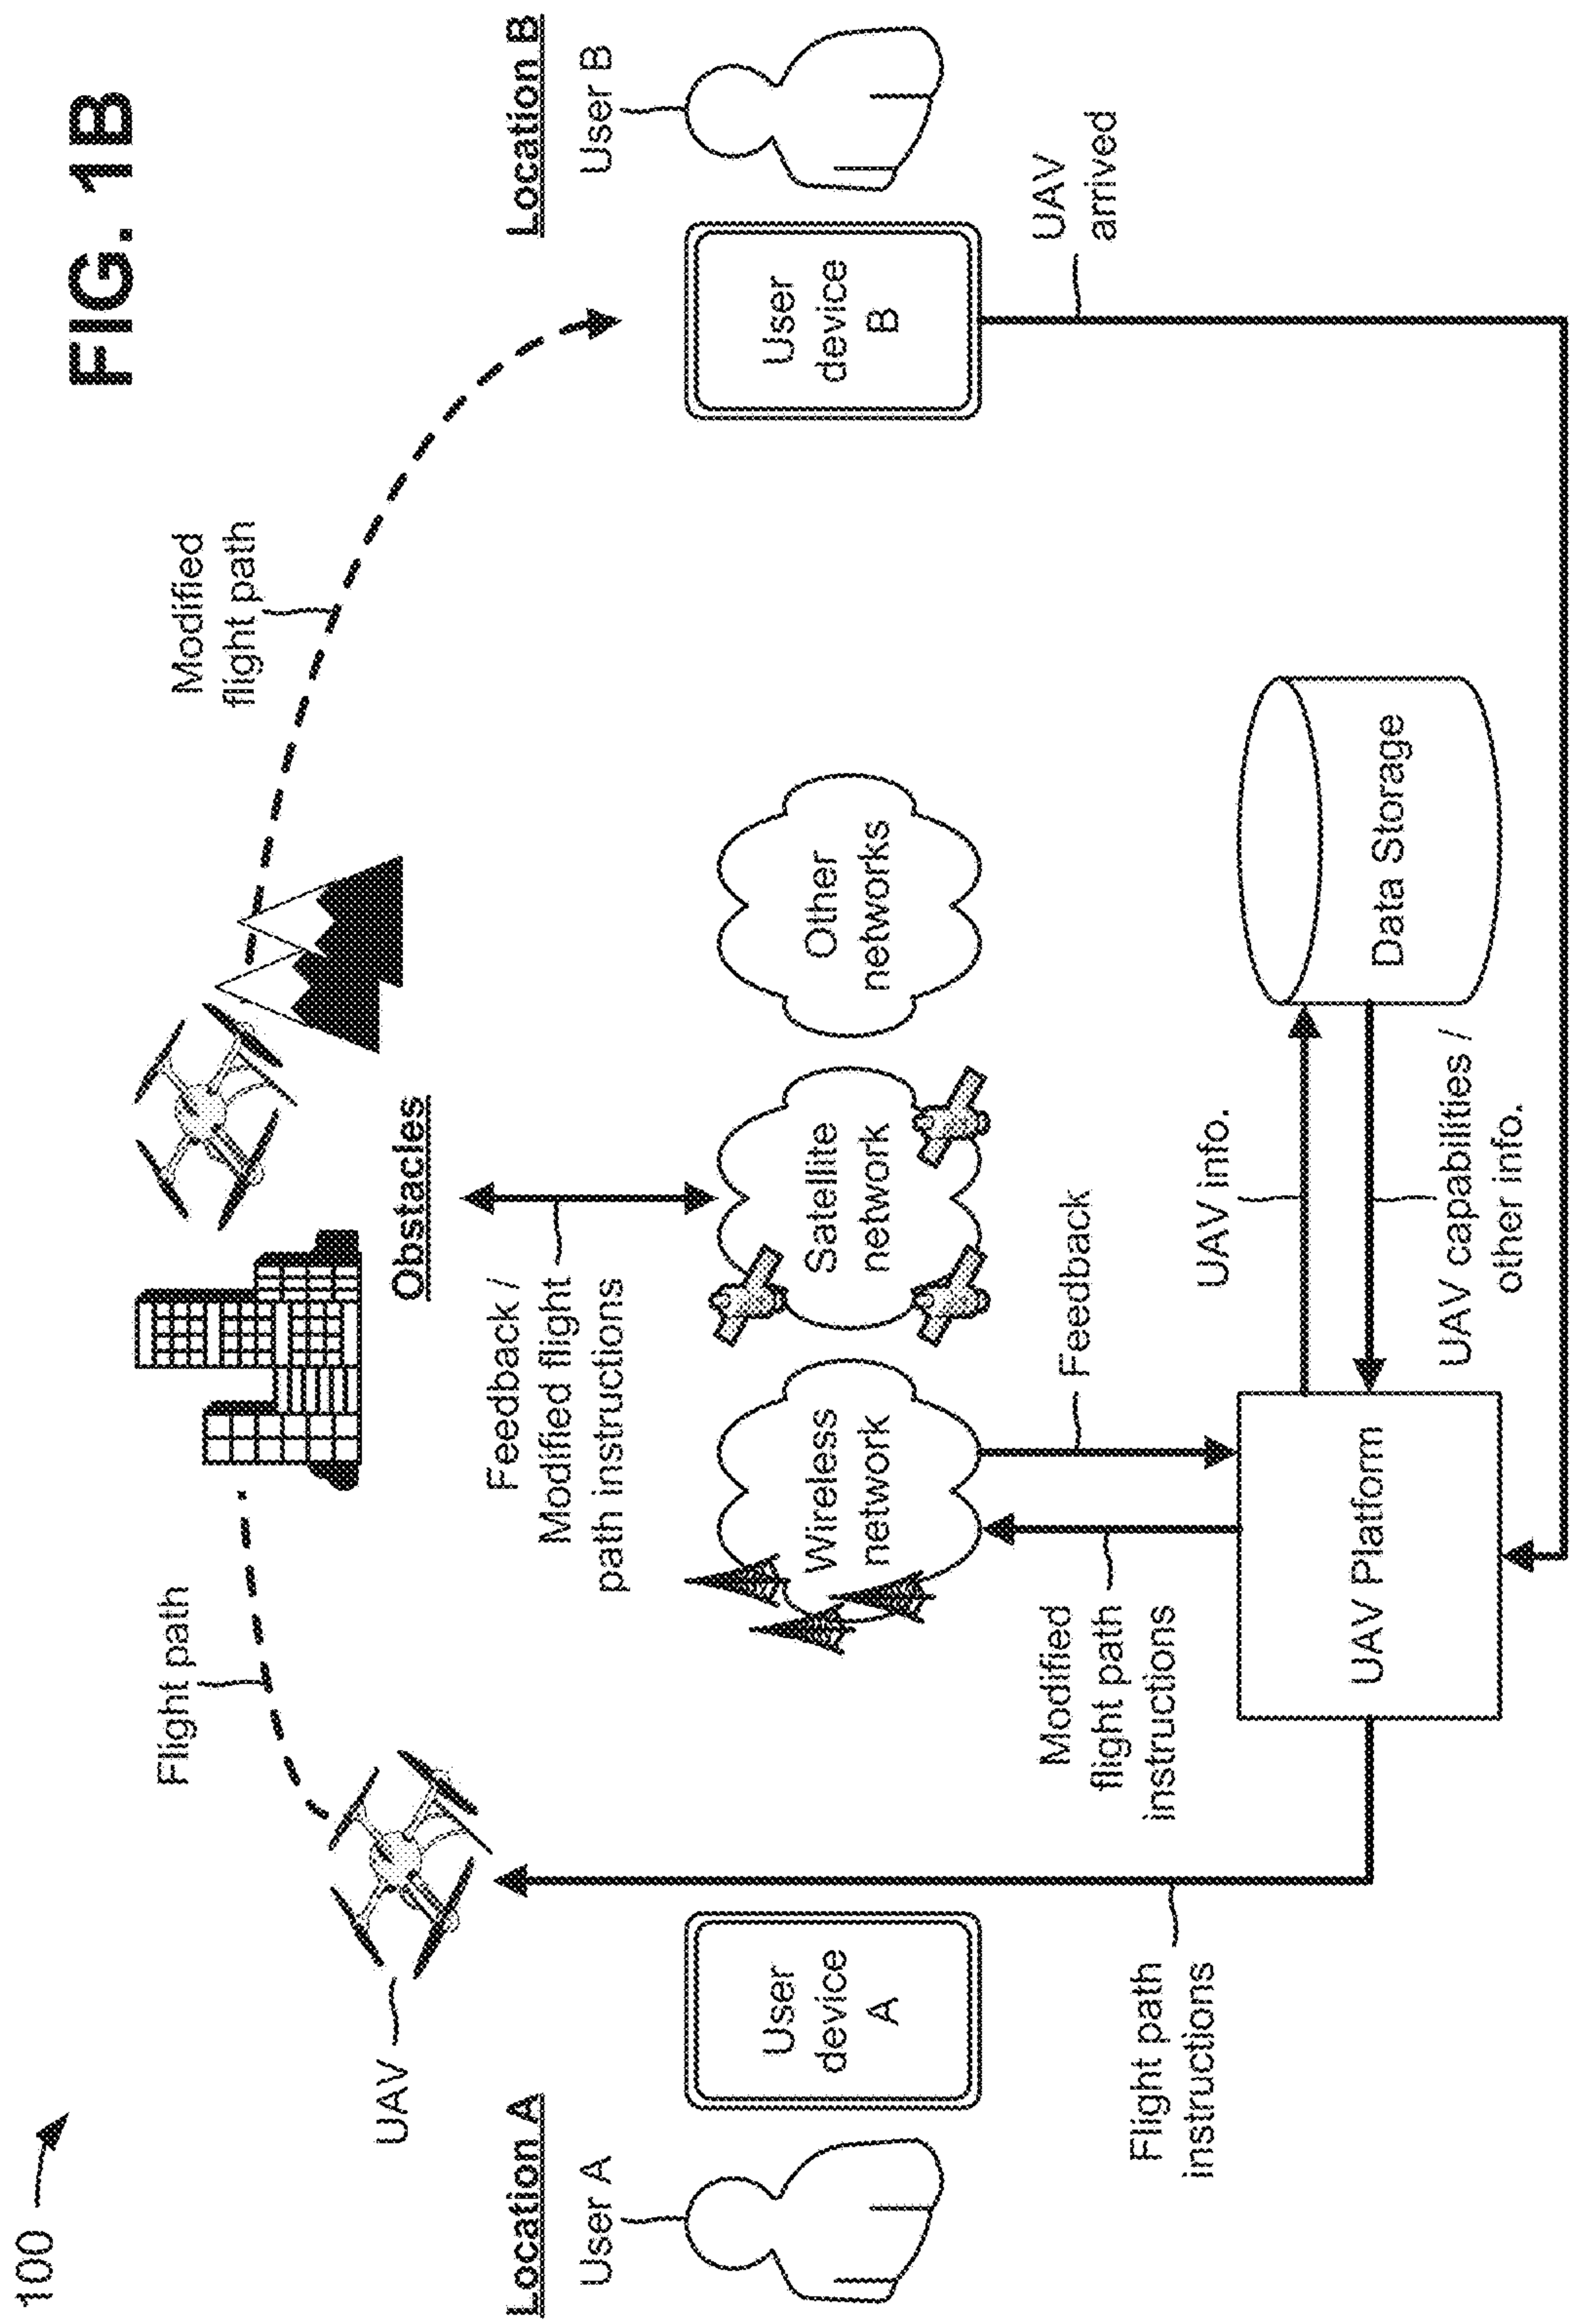 100
FIG. 1B
Flight path
Modified
flight path
UAV
Obstacles
Location A
User A
Location B
User B
Feedback /
Modified flight
path instructions
User
device
A
Wireless
network
Satellite
network
Other
networks
User
device
B
Flight path
instructions
Modified
flight path
instructions
Feedback
UAV
arrived
UAV info.
UAV Platform
Data Storage
UAV capabilities /
other info.